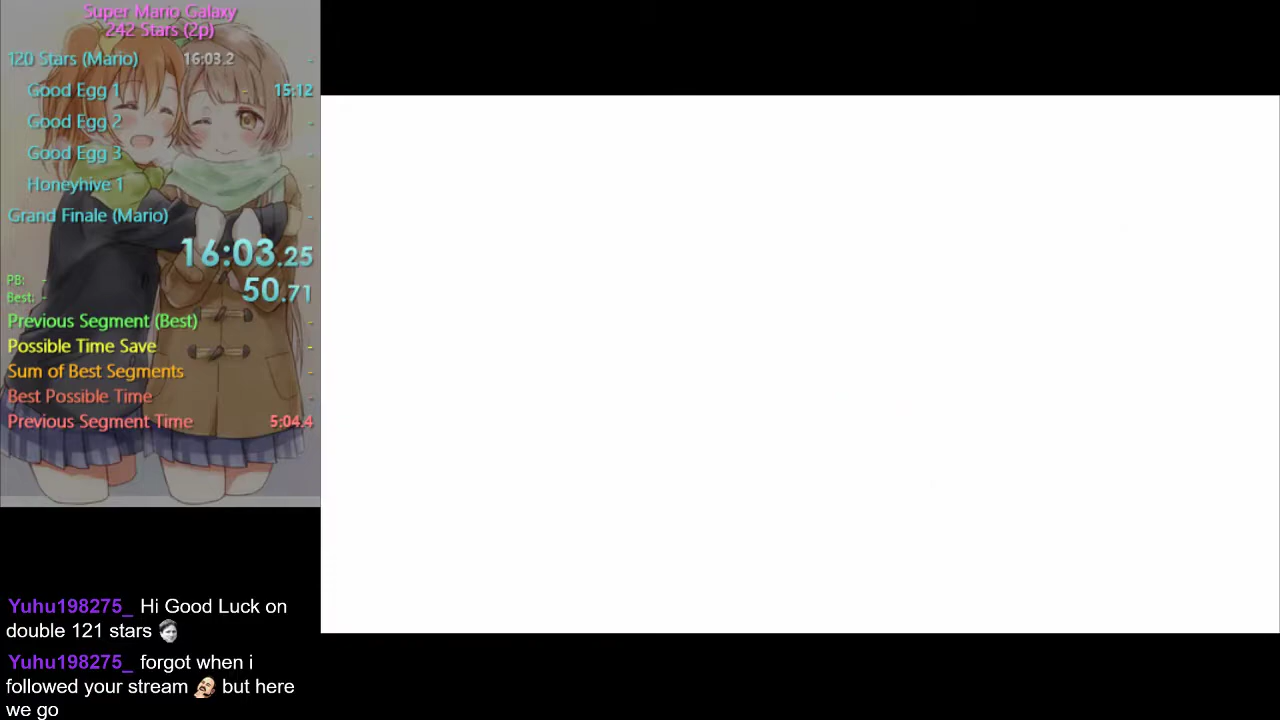 Super Mario Galaxy
242 Stars (2p)
120 Stars (Mario) 16:03.2 -
Good Egg 1 - 15:12
Good Egg 2 -
Good Egg 3 -
Honeyhive 1 -
Grand Finale (Mario) -
16:03.25
PB: -
Best: - 50.71
Previous Segment (Best) -
Possible Time Save -
Sum of Best Segments -
Best Possible Time -
Previous Segment Time 5:04.4
Yuhu198275_ Hi Good Luck on
double 121 stars
Yuhu198275_ forgot when i
followed your stream but here
we go